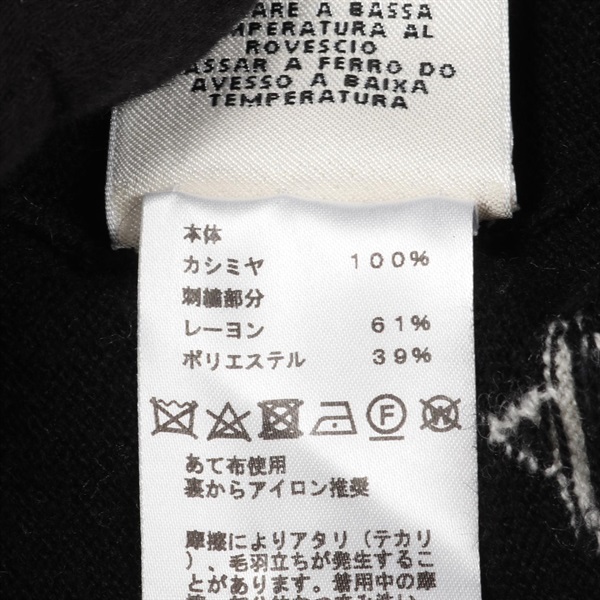 RARE A BASSA
MPERATURA AL
ROVESCIO
ASSAR A FERRO DO
AVESSO A BAIXA
TEMPERATURA
本体
カシミヤ 100%
刺繍部分
レーヨン 61%
ポリエステル 39%
F W
あて布使用
裏からアイロン推奨
摩擦によりアタリ（テカリ
）、毛羽立ちが発生するこ
とがあります。着用中の摩